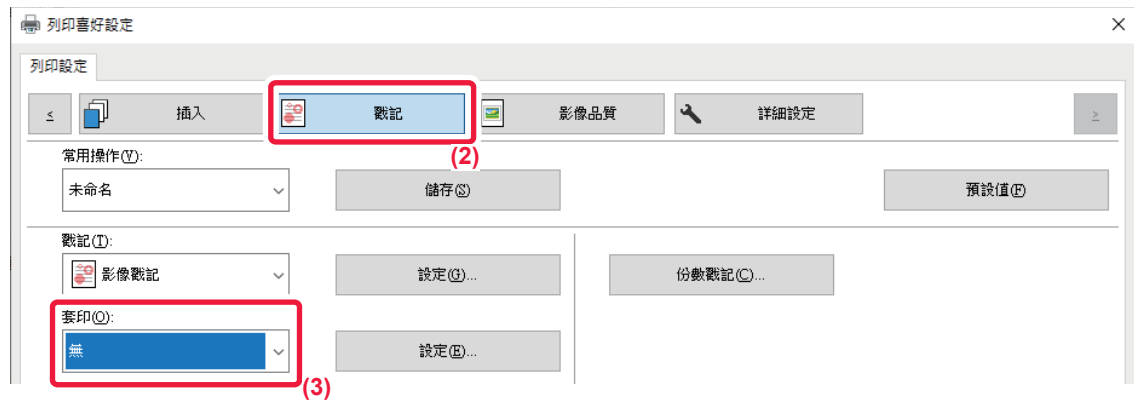 列印喜好設定
列印設定
≤ 插入 戳記 影像品質 詳細設定 ≥
(2)
常用操作(V):
未命名 儲存(S) 預設值(F)
戳記(T):
影像戳記 設定(G)... 份數戳記(C)...
套印(O):
無 設定(E)...
(3)